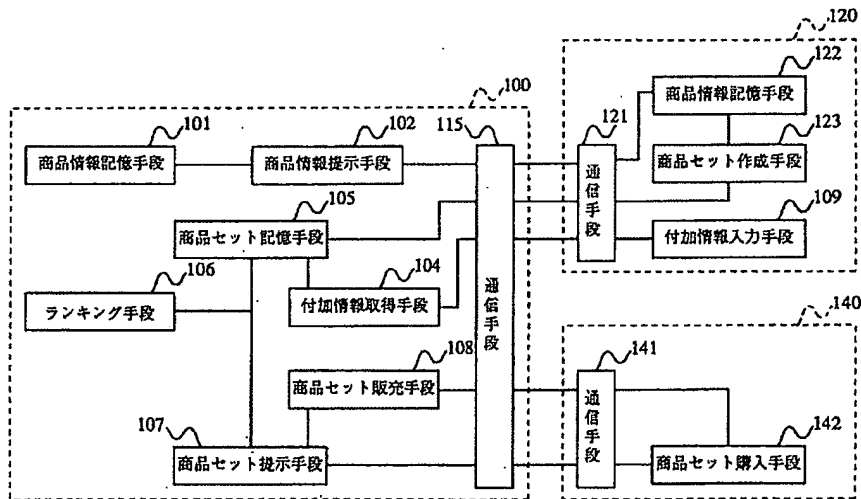 120
122
100
商品情報記憶手段
101
102
115
121
123
商品情報記憶手段
商品情報提示手段
商品セット作成手段
105
109
商品セット記憶手段
通信手段
付加情報入力手段
106
104
ランキング手段
付加情報取得手段
通信手段
140
108
141
商品セット販売手段
107
通信手段
142
商品セット提示手段
商品セット購入手段